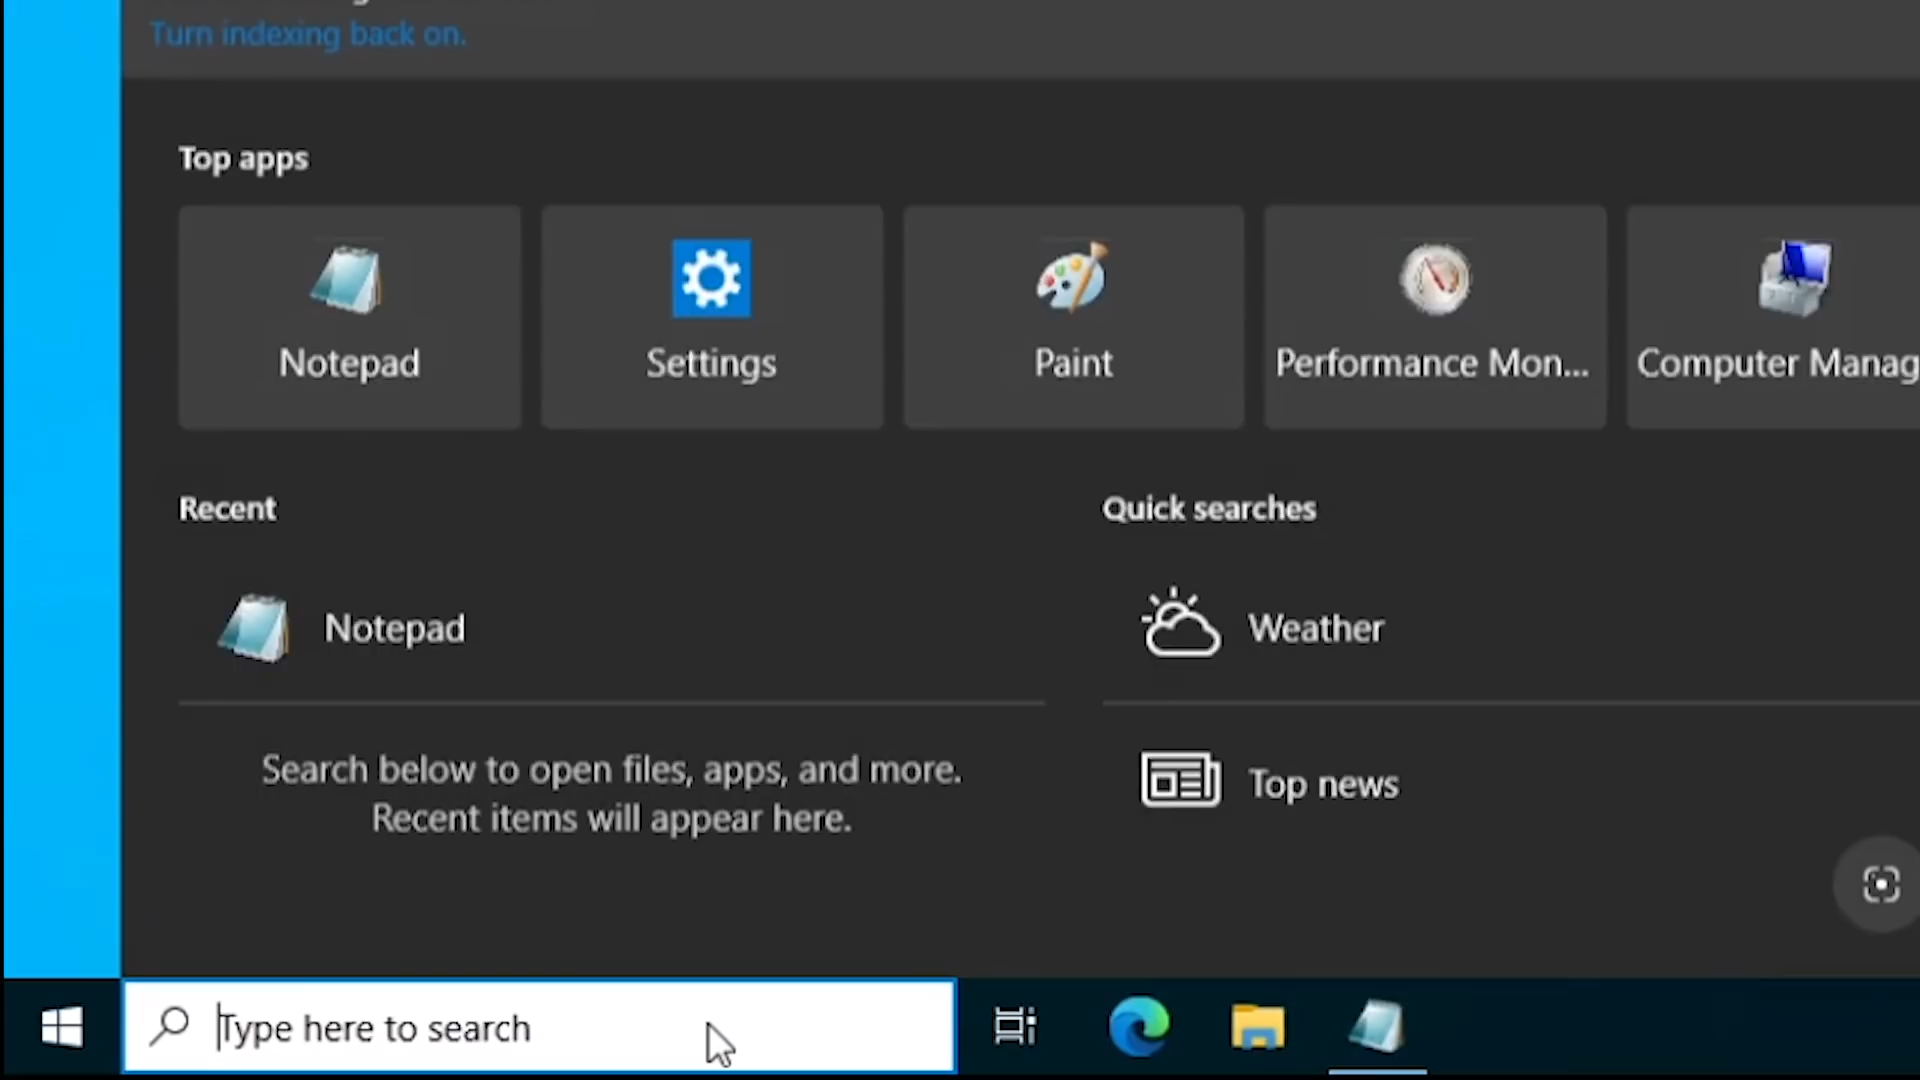 Turn indexing back on.
Top apps
Notepad
Settings
Paint
Performance Mon...
Computer Manag
Recent
Quick searches
Notepad
Weather
Search below to open files, apps, and more.
Recent items will appear here.
Top news
Type here to search